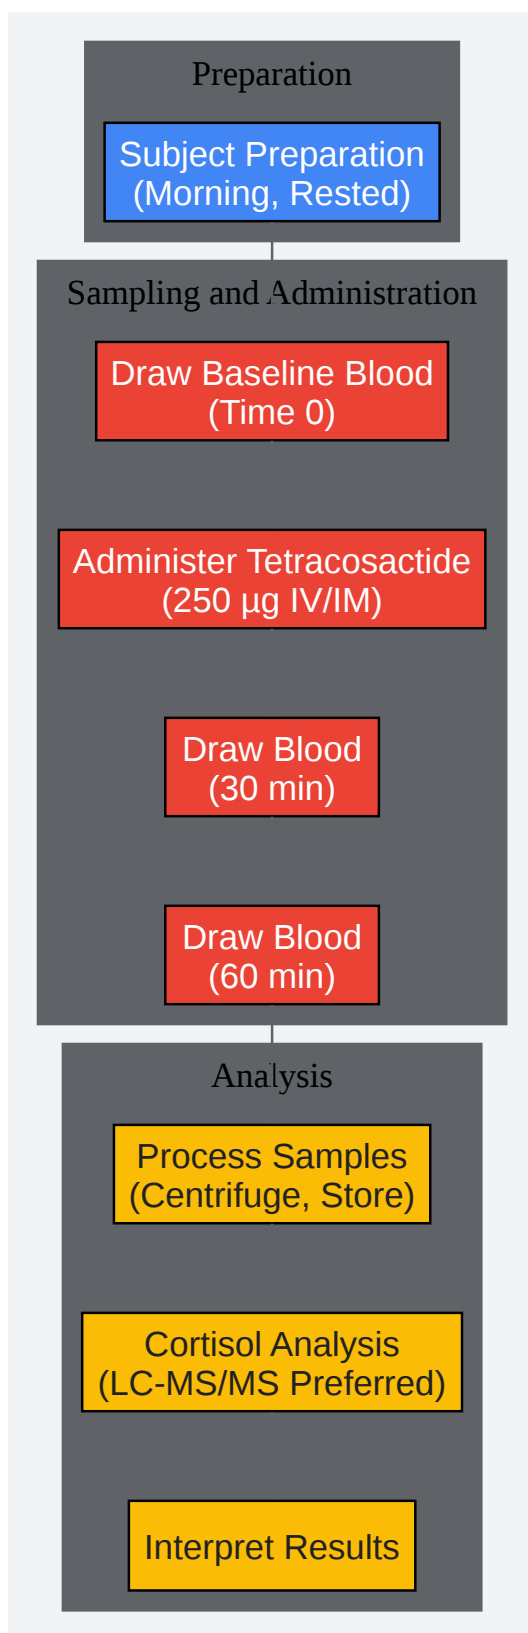 Preparation
Subject Preparation
(Morning, Rested)
Sampling and Administration
Draw Baseline Blood
(Time 0)
Administer Tetracosactide
(250 µg IV/IM)
Draw Blood
(30 min)
Draw Blood
(60 min)
Analysis
Process Samples
(Centrifuge, Store)
Cortisol Analysis
(LC-MS/MS Preferred)
Interpret Results